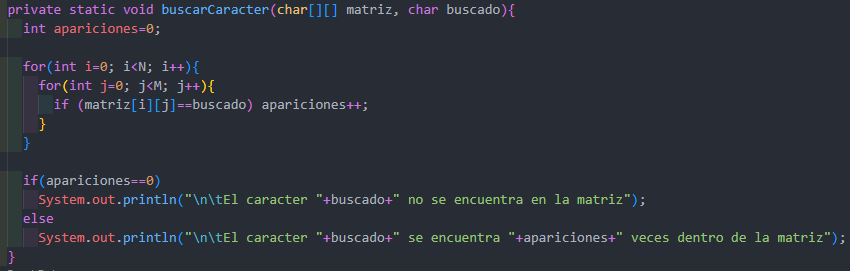 private static void buscarCaracter(char[][] matriz, char buscado){
int apariciones=0;
for(int i=0; i<N; i++){
for(int j=0; j<M; j++){
if (matriz[i][j]==buscado) apariciones++;
}
}
if(apariciones==0)
System.out.println("\n\tEl caracter "+buscado+" no se encuentra en la matriz");
else
System.out.println("\n\tEl caracter "+buscado+" se encuentra "+apariciones+" veces dentro de la matriz");
}